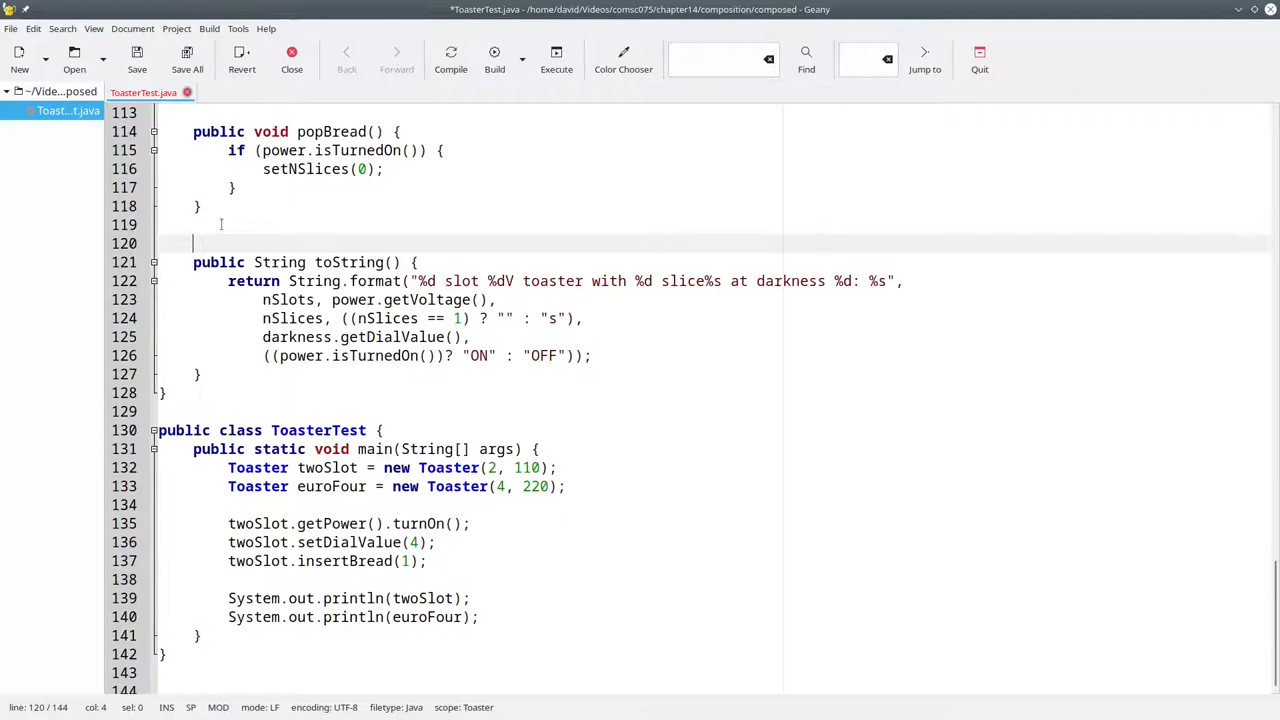 *ToasterTest.java - /home/david/Videos/comsc075/chapter14/composition/composed - Geany
File Edit Search View Document Project Build Tools Help
New Open Save Save All Revert Close Back Forward Compile Build Execute Color Chooser Find Jump to Quit
~/Vide...posed
Toast...t.java
ToasterTest.java
113
114 public void popBread() {
115 if (power.isTurnedOn()) {
116 setNSlices(0);
117 }
118 }
119
120
121 public String toString() {
122 return String.format("%d slot %dV toaster with %d slice%s at darkness %d: %s",
123 nSlots, power.getVoltage(),
124 nSlices, ((nSlices == 1) ? "" : "s"),
125 darkness.getDialValue(),
126 ((power.isTurnedOn())? "ON" : "OFF"));
127 }
128 }
129
130 public class ToasterTest {
131 public static void main(String[] args) {
132 Toaster twoSlot = new Toaster(2, 110);
133 Toaster euroFour = new Toaster(4, 220);
134
135 twoSlot.getPower().turnOn();
136 twoSlot.setDialValue(4);
137 twoSlot.insertBread(1);
138
139 System.out.println(twoSlot);
140 System.out.println(euroFour);
141 }
142 }
143
144
line: 120 / 144 col: 4 sel: 0 INS SP MOD mode: LF encoding: UTF-8 filetype: Java scope: Toaster